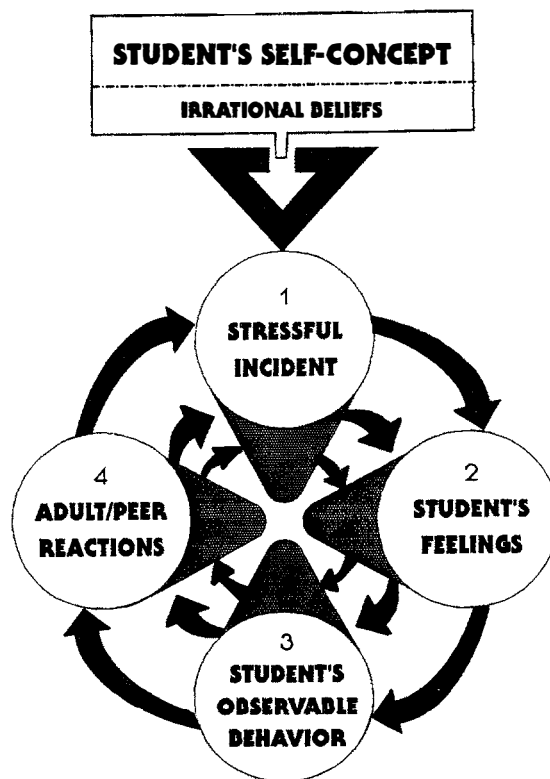 STUDENT'S SELF-CONCEPT
IRRATIONAL BELIEFS
1
STRESSFUL
INCIDENT
2
STUDENT'S
FEELINGS
3
STUDENT'S
OBSERVABLE
BEHAVIOR
4
ADULT/PEER
REACTIONS